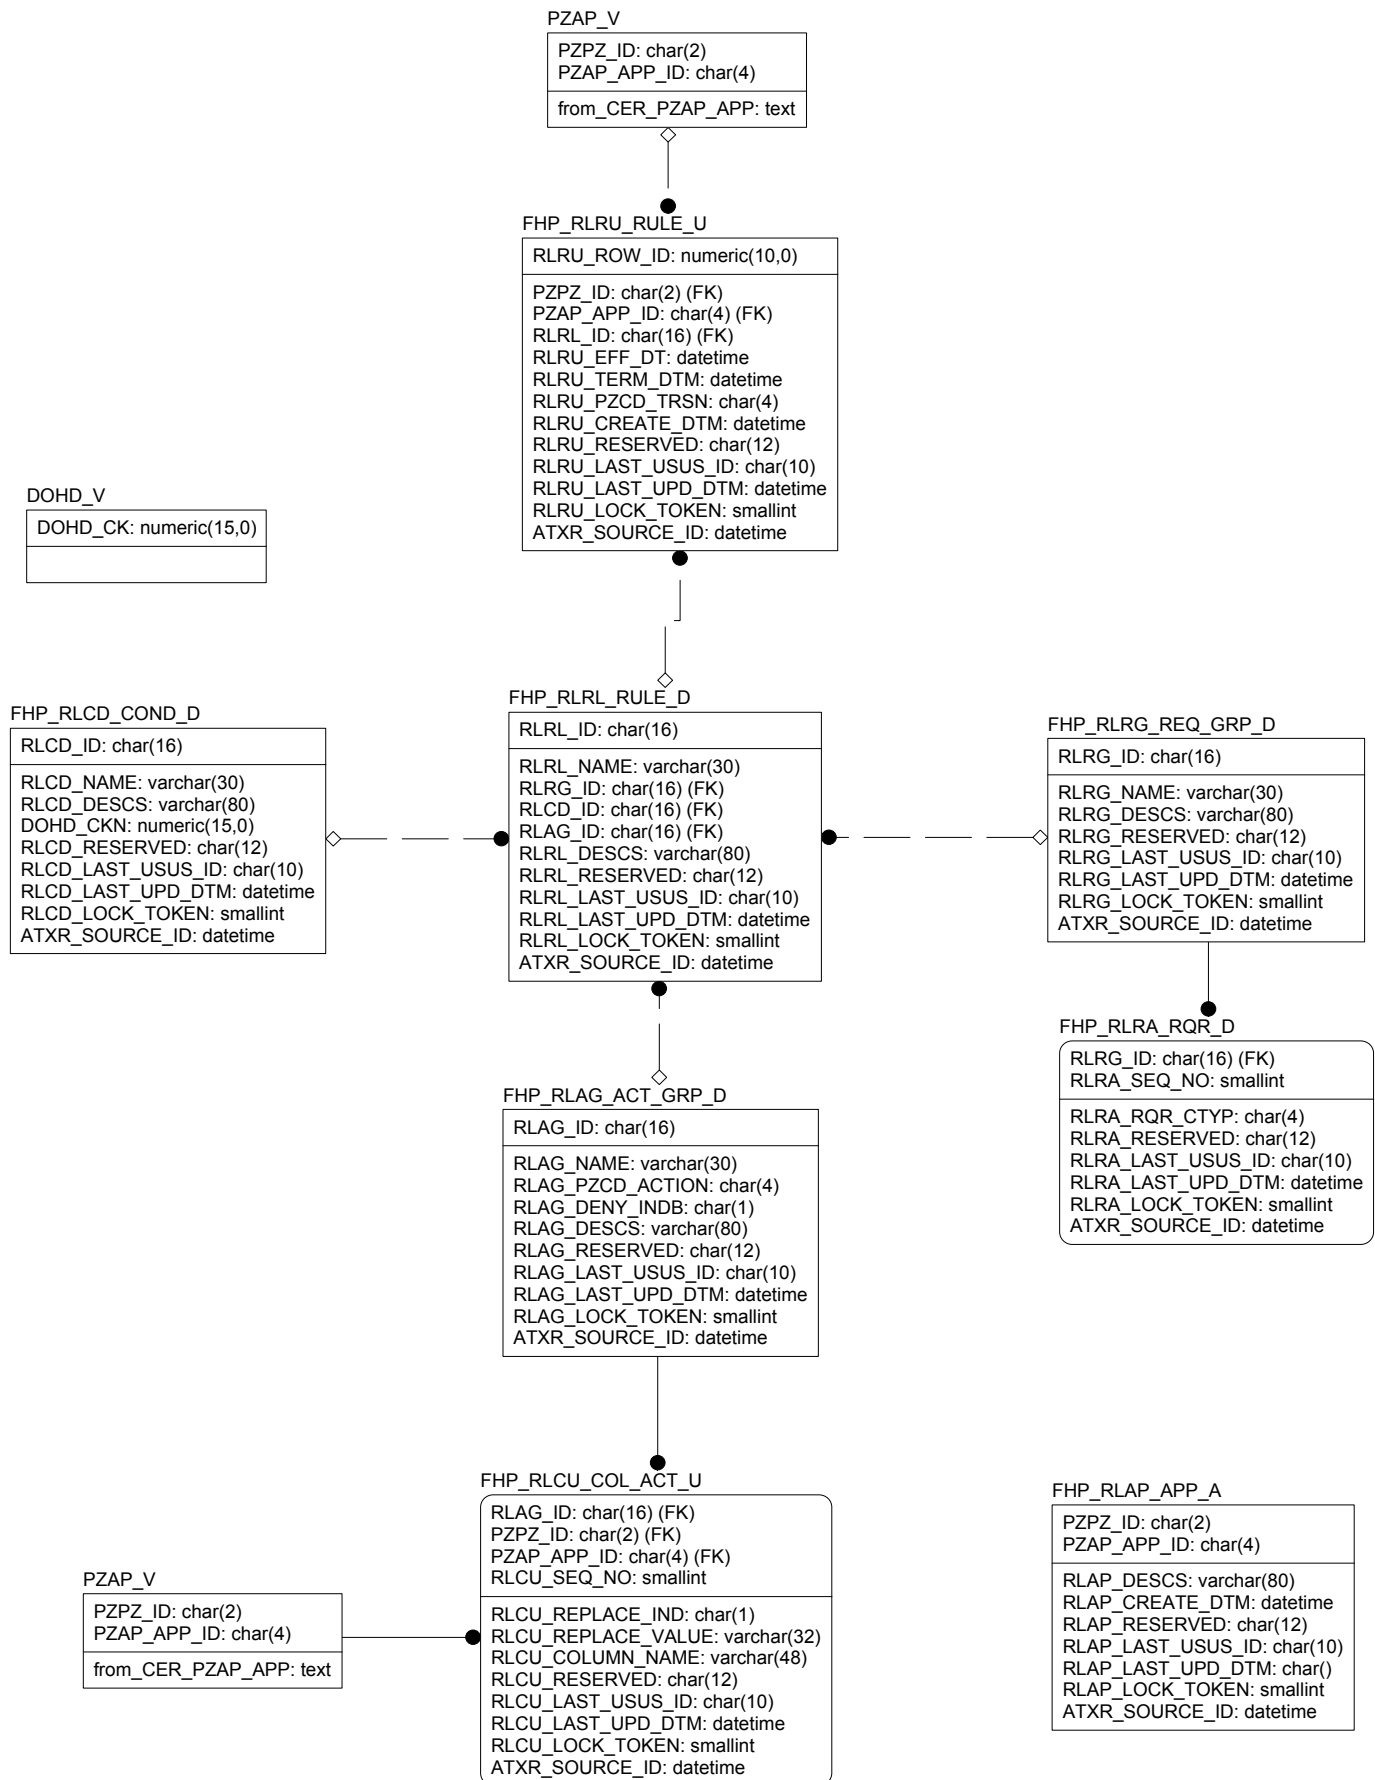 PZAP_V
PZPZ_ID: char(2)
PZAP_APP_ID: char(4)
from_CER_PZAP_APP: text
FHP_RLRU_RULE_U
RLRU_ROW_ID: numeric(10,0)
PZPZ_ID: char(2) (FK)
PZAP_APP_ID: char(4) (FK)
RLRL_ID: char(16) (FK)
RLRU_EFF_DT: datetime
RLRU_TERM_DTM: datetime
RLRU_PZCD_TRSN: char(4)
RLRU_CREATE_DTM: datetime
RLRU_RESERVED: char(12)
RLRU_LAST_USUS_ID: char(10)
RLRU_LAST_UPD_DTM: datetime
RLRU_LOCK_TOKEN: smallint
ATXR_SOURCE_ID: datetime
DOHD_V
DOHD_CK: numeric(15,0)
FHP_RLCD_COND_D
RLCD_ID: char(16)
RLCD_NAME: varchar(30)
RLCD_DESCS: varchar(80)
DOHD_CKN: numeric(15,0)
RLCD_RESERVED: char(12)
RLCD_LAST_USUS_ID: char(10)
RLCD_LAST_UPD_DTM: datetime
RLCD_LOCK_TOKEN: smallint
ATXR_SOURCE_ID: datetime
FHP_RLRL_RULE_D
RLRL_ID: char(16)
RLRL_NAME: varchar(30)
RLRG_ID: char(16) (FK)
RLCD_ID: char(16) (FK)
RLAG_ID: char(16) (FK)
RLRL_DESCS: varchar(80)
RLRL_RESERVED: char(12)
RLRL_LAST_USUS_ID: char(10)
RLRL_LAST_UPD_DTM: datetime
RLRL_LOCK_TOKEN: smallint
ATXR_SOURCE_ID: datetime
FHP_RLRG_REQ_GRP_D
RLRG_ID: char(16)
RLRG_NAME: varchar(30)
RLRG_DESCS: varchar(80)
RLRG_RESERVED: char(12)
RLRG_LAST_USUS_ID: char(10)
RLRG_LAST_UPD_DTM: datetime
RLRG_LOCK_TOKEN: smallint
ATXR_SOURCE_ID: datetime
FHP_RLRA_RQR_D
RLRG_ID: char(16) (FK)
RLRA_SEQ_NO: smallint
RLRA_RQR_CTYP: char(4)
RLRA_RESERVED: char(12)
RLRA_LAST_USUS_ID: char(10)
RLRA_LAST_UPD_DTM: datetime
RLRA_LOCK_TOKEN: smallint
ATXR_SOURCE_ID: datetime
FHP_RLAG_ACT_GRP_D
RLAG_ID: char(16)
RLAG_NAME: varchar(30)
RLAG_PZCD_ACTION: char(4)
RLAG_DENY_INDB: char(1)
RLAG_DESCS: varchar(80)
RLAG_RESERVED: char(12)
RLAG_LAST_USUS_ID: char(10)
RLAG_LAST_UPD_DTM: datetime
RLAG_LOCK_TOKEN: smallint
ATXR_SOURCE_ID: datetime
FHP_RLCU_COL_ACT_U
RLAG_ID: char(16) (FK)
PZPZ_ID: char(2) (FK)
PZAP_APP_ID: char(4) (FK)
RLCU_SEQ_NO: smallint
RLCU_REPLACE_IND: char(1)
RLCU_REPLACE_VALUE: varchar(32)
RLCU_COLUMN_NAME: varchar(48)
RLCU_RESERVED: char(12)
RLCU_LAST_USUS_ID: char(10)
RLCU_LAST_UPD_DTM: datetime
RLCU_LOCK_TOKEN: smallint
ATXR_SOURCE_ID: datetime
PZAP_V
PZPZ_ID: char(2)
PZAP_APP_ID: char(4)
from_CER_PZAP_APP: text
FHP_RLAP_APP_A
PZPZ_ID: char(2)
PZAP_APP_ID: char(4)
RLAP_DESCS: varchar(80)
RLAP_CREATE_DTM: datetime
RLAP_RESERVED: char(12)
RLAP_LAST_USUS_ID: char(10)
RLAP_LAST_UPD_DTM: char()
RLAP_LOCK_TOKEN: smallint
ATXR_SOURCE_ID: datetime